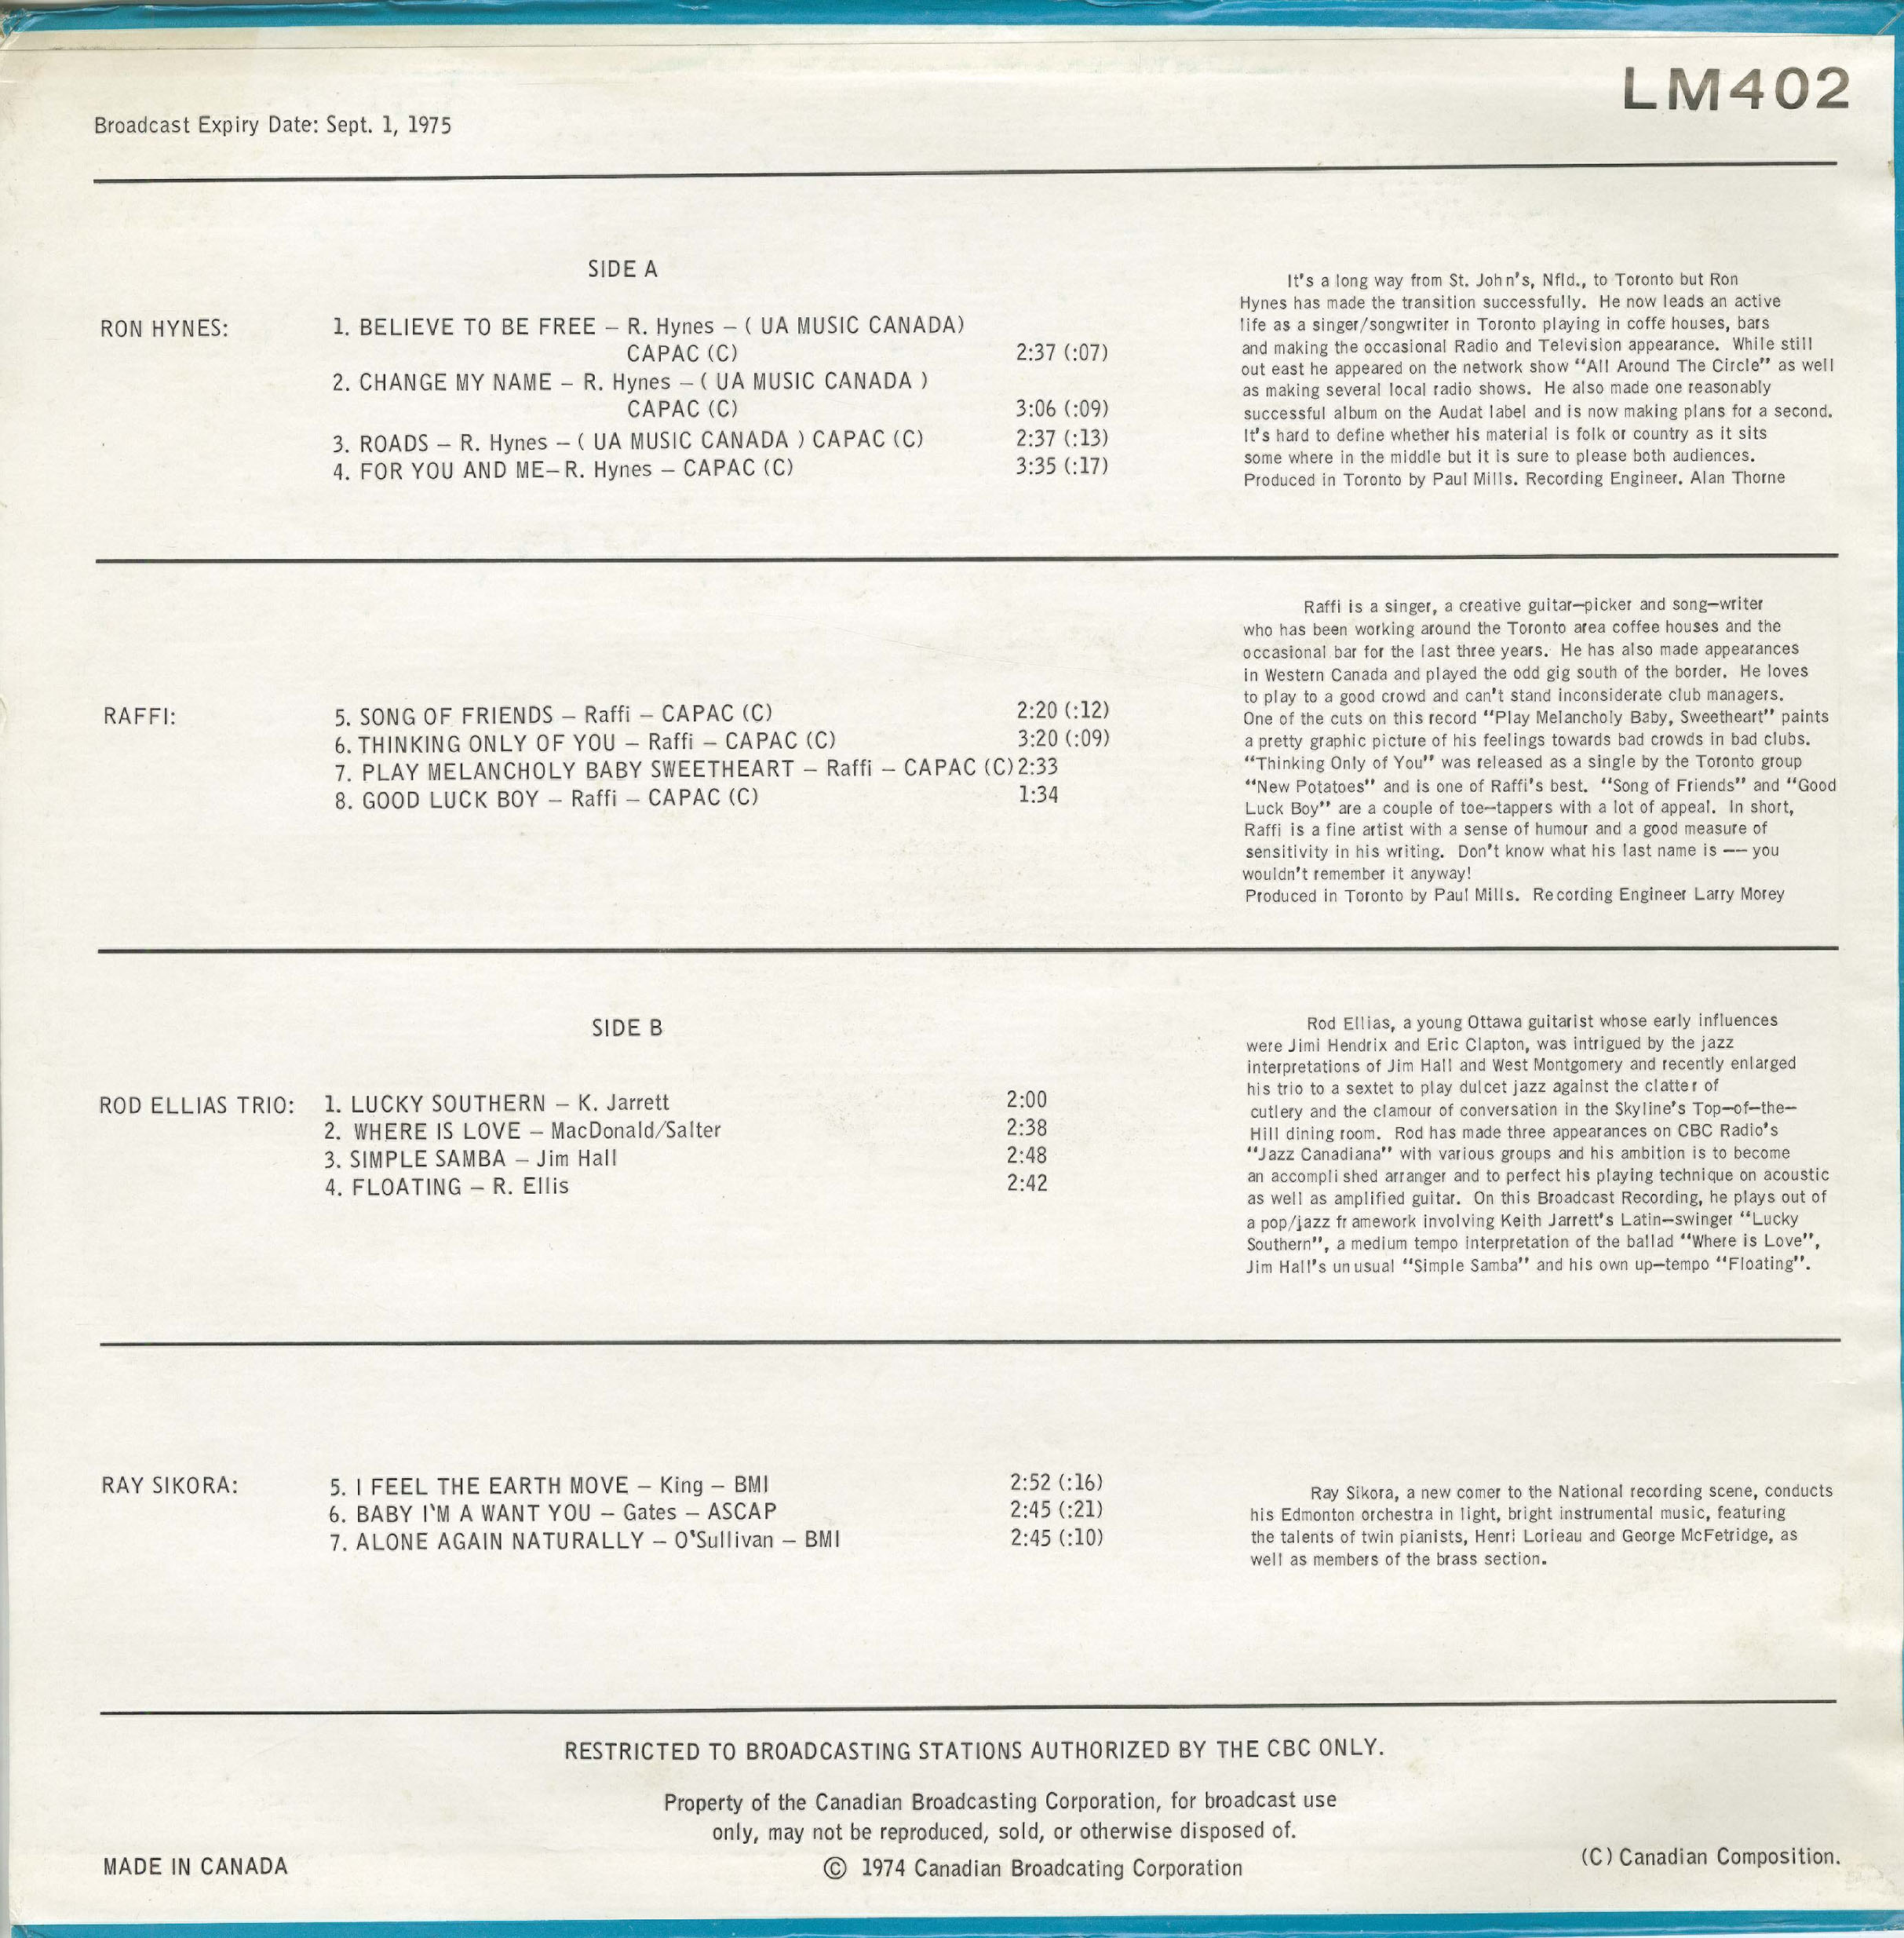 LM402
Broadcast Expiry Date: Sept. 1, 1975
SIDE A
RON HYNES:
1. BELIEVE TO BE FREE – R. Hynes – ( UA MUSIC CANADA)
CAPAC (C) 2:37 (:07)
2. CHANGE MY NAME – R. Hynes – ( UA MUSIC CANADA )
CAPAC (C) 3:06 (:09)
3. ROADS – R. Hynes – ( UA MUSIC CANADA ) CAPAC (C) 2:37 (:13)
4. FOR YOU AND ME– R. Hynes – CAPAC (C) 3:35 (:17)
It's a long way from St. John's, Nfld., to Toronto but Ron
Hynes has made the transition successfully. He now leads an active
life as a singer/songwriter in Toronto playing in coffe houses, bars
and making the occasional Radio and Television appearance. While still
out east he appeared on the network show "All Around The Circle" as well
as making several local radio shows. He also made one reasonably
successful album on the Audat label and is now making plans for a second.
It's hard to define whether his material is folk or country as it sits
some where in the middle but it is sure to please both audiences.
Produced in Toronto by Paul Mills. Recording Engineer. Alan Thorne
RAFFI:
5. SONG OF FRIENDS – Raffi – CAPAC (C) 2:20 (:12)
6. THINKING ONLY OF YOU – Raffi – CAPAC (C) 3:20 (:09)
7. PLAY MELANCHOLY BABY SWEETHEART – Raffi – CAPAC (C) 2:33
8. GOOD LUCK BOY – Raffi – CAPAC (C) 1:34
Raffi is a singer, a creative guitar–picker and song–writer
who has been working around the Toronto area coffee houses and the
occasional bar for the last three years. He has also made appearances
in Western Canada and played the odd gig south of the border. He loves
to play to a good crowd and can't stand inconsiderate club managers.
One of the cuts on this record "Play Melancholy Baby, Sweetheart" paints
a pretty graphic picture of his feelings towards bad crowds in bad clubs.
"Thinking Only of You" was released as a single by the Toronto group
"New Potatoes" and is one of Raffi's best. "Song of Friends" and "Good
Luck Boy" are a couple of toe–tappers with a lot of appeal. In short,
Raffi is a fine artist with a sense of humour and a good measure of
sensitivity in his writing. Don't know what his last name is –– you
wouldn't remember it anyway!
Produced in Toronto by Paul Mills. Recording Engineer Larry Morey
SIDE B
ROD ELLIAS TRIO:
1. LUCKY SOUTHERN – K. Jarrett 2:00
2. WHERE IS LOVE – MacDonald/Salter 2:38
3. SIMPLE SAMBA – Jim Hall 2:48
4. FLOATING – R. Ellis 2:42
Rod Ellias, a young Ottawa guitarist whose early influences
were Jimi Hendrix and Eric Clapton, was intrigued by the jazz
interpretations of Jim Hall and West Montgomery and recently enlarged
his trio to a sextet to play dulcet jazz against the clatter of
cutlery and the clamour of conversation in the Skyline's Top–of–the–
Hill dining room. Rod has made three appearances on CBC Radio's
"Jazz Canadiana" with various groups and his ambition is to become
an accomplished arranger and to perfect his playing technique on acoustic
as well as amplified guitar. On this Broadcast Recording, he plays out of
a pop/jazz framework involving Keith Jarrett's Latin–swinger "Lucky
Southern", a medium tempo interpretation of the ballad "Where is Love",
Jim Hall's unusual "Simple Samba" and his own up–tempo "Floating".
RAY SIKORA:
5. I FEEL THE EARTH MOVE – King – BMI 2:52 (:16)
6. BABY I'M A WANT YOU – Gates – ASCAP 2:45 (:21)
7. ALONE AGAIN NATURALLY – O'Sullivan – BMI 2:45 (:10)
Ray Sikora, a new comer to the National recording scene, conducts
his Edmonton orchestra in light, bright instrumental music, featuring
the talents of twin pianists, Henri Lorieau and George McFetridge, as
well as members of the brass section.
RESTRICTED TO BROADCASTING STATIONS AUTHORIZED BY THE CBC ONLY.
Property of the Canadian Broadcasting Corporation, for broadcast use
only, may not be reproduced, sold, or otherwise disposed of.
© 1974 Canadian Broadcating Corporation
MADE IN CANADA
(C) Canadian Composition.